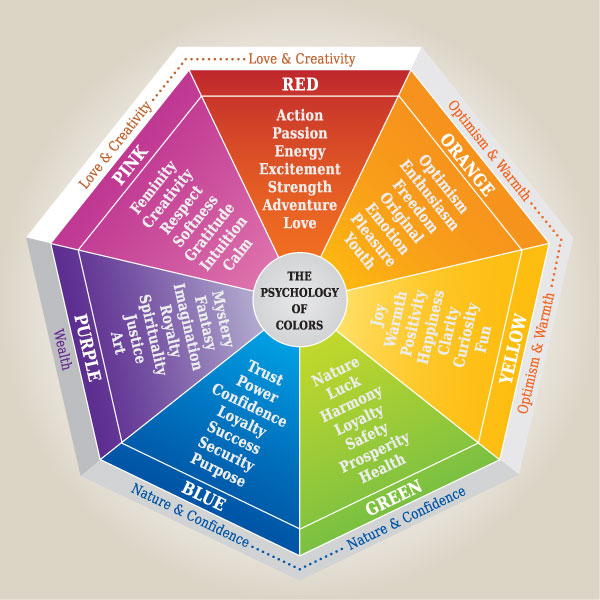 Love & Creativity
RED
Action
Passion
Energy
Excitement
Strength
Adventure
Love
Optimism & Warmth
ORANGE
Optimism
Enthusiasm
Freedom
Original
Emotion
Pleasure
Youth
Optimism & Warmth
YELLOW
Joy
Warmth
Positivity
Happiness
Clarity
Curiosity
Fun
Nature & Confidence
GREEN
Nature
Luck
Harmony
Loyalty
Safety
Prosperity
Health
Nature & Confidence
BLUE
Trust
Power
Confidence
Loyalty
Success
Security
Purpose
Wealth
PURPLE
Mystery
Fantasy
Imagination
Royalty
Spirituality
Justice
Art
Love & Creativity
PINK
Feminity
Creativity
Respect
Softness
Gratitude
Intuition
Calm
THE
PSYCHOLOGY
OF
COLORS